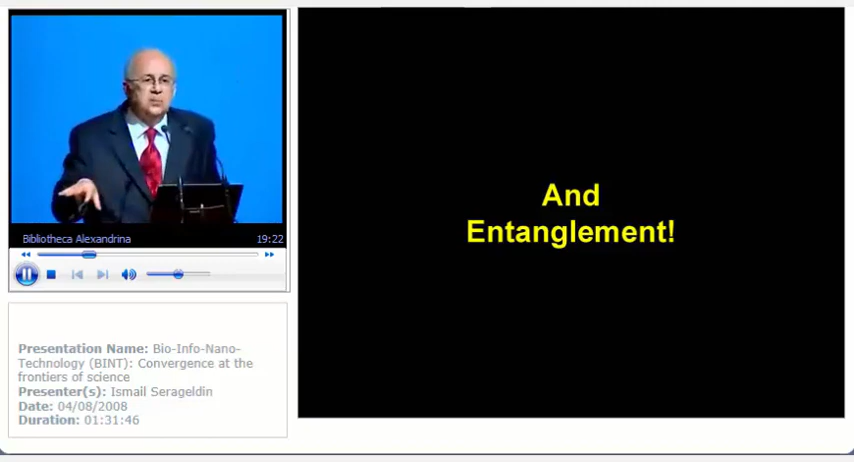 Bibliotheca Alexandrina 19:22
Presentation Name: Bio-Info-Nano-
Technology (BINT): Convergence at the
frontiers of science
Presenter(s): Ismail Serageldin
Date: 04/08/2008
Duration: 01:31:46
And
Entanglement!